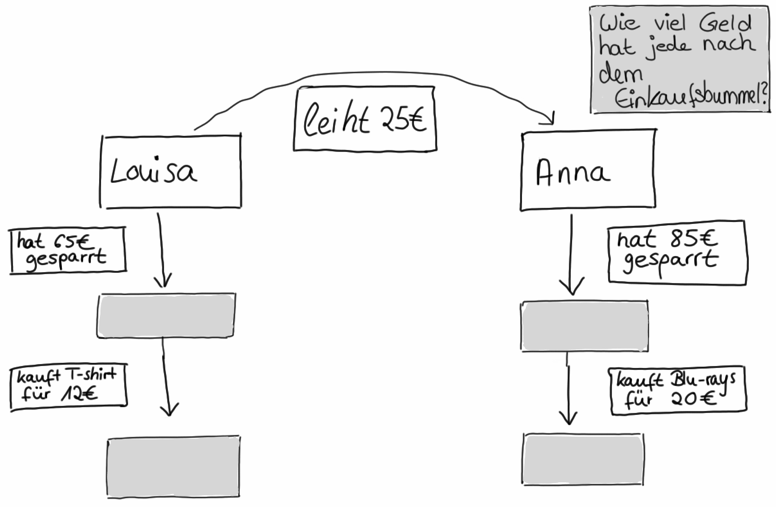 Wie viel Geld
hat jede nach
dem
Einkaufsbummel?
leiht 25€
Louisa
Anna
hat 65€
gesparrt
hat 85€
gesparrt
kauft T-shirt
für 12€
kauft Blu-rays
für 20€